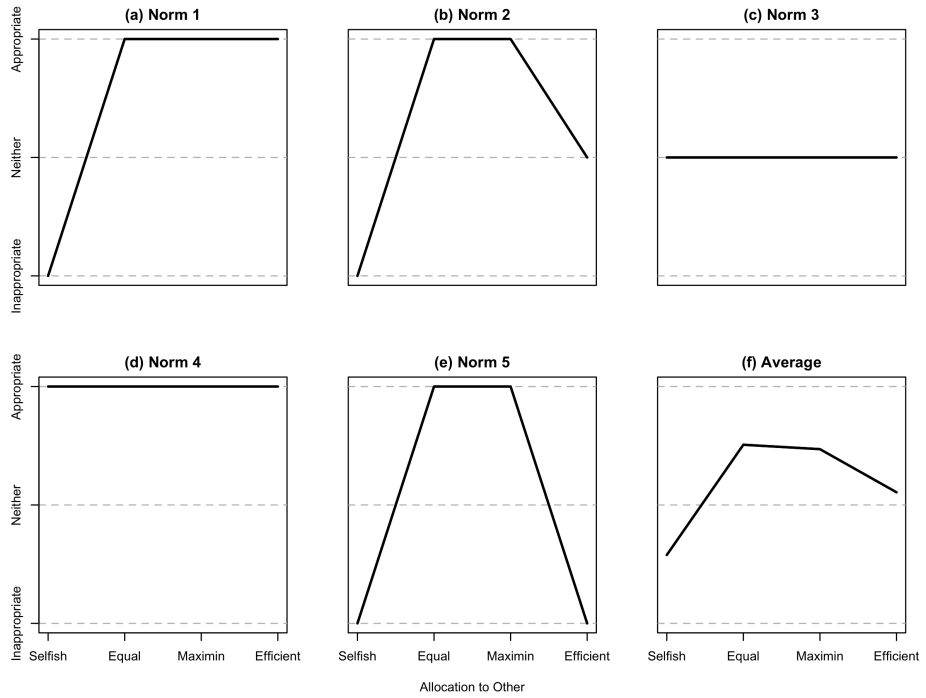 (a) Norm 1
(b) Norm 2
(c) Norm 3
Appropriate
Neither
Inappropriate
(d) Norm 4
(e) Norm 5
(f) Average
Appropriate
Neither
Inappropriate
Selfish Equal Maximin Efficient
Selfish Equal Maximin Efficient
Selfish Equal Maximin Efficient
Allocation to Other